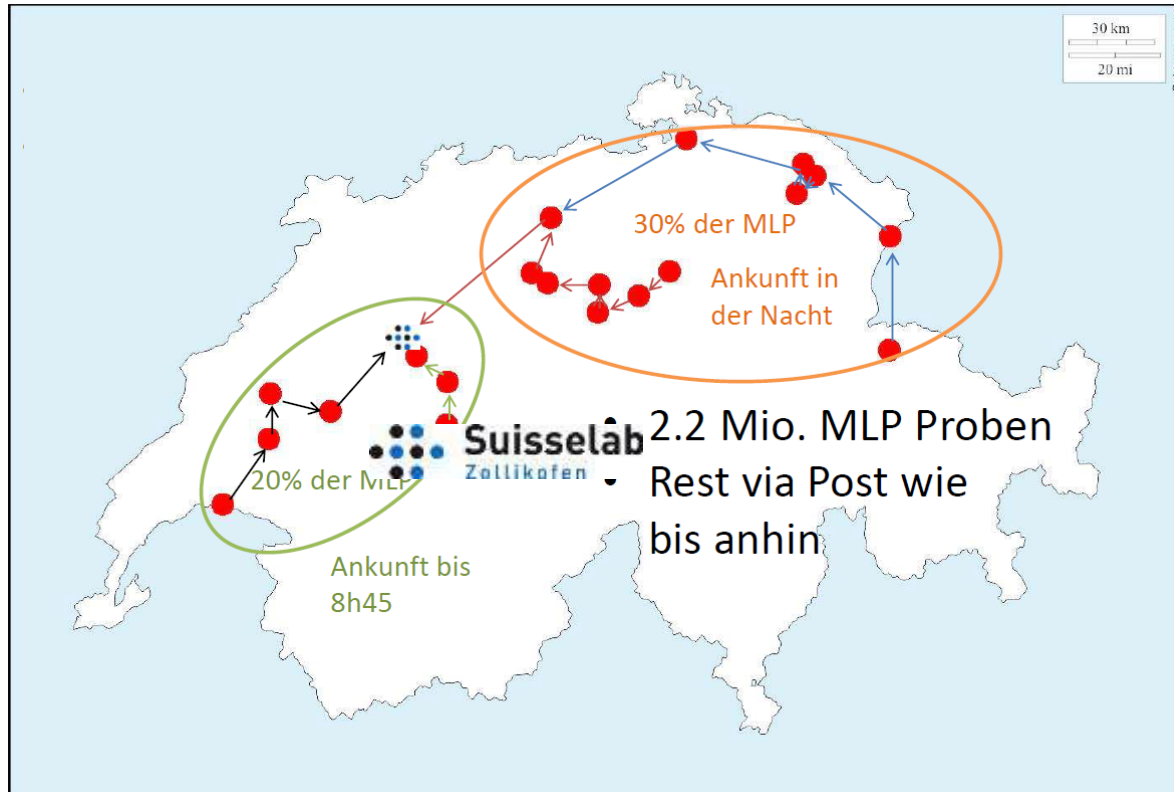 30 km
20 mi
30% der MLP
Ankunft in
der Nacht
20% der MLP
Ankunft bis
8h45
Suisselab
Zollikofen
• 2.2 Mio. MLP Proben
• Rest via Post wie
bis anhin